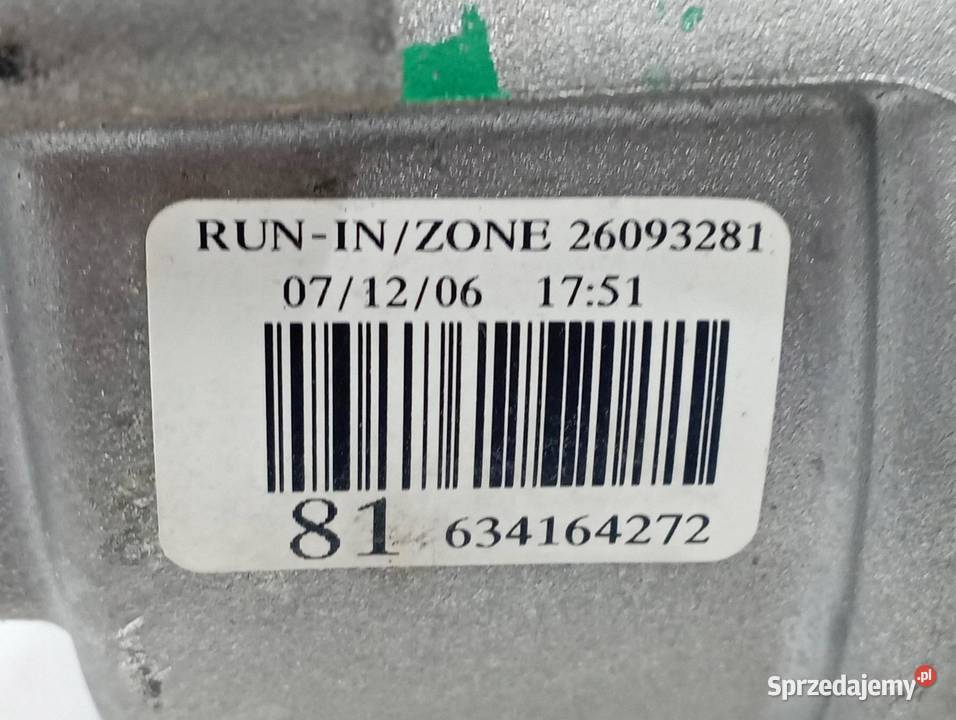 RUN-IN/ZONE 26093281
07/12/06 17:51
81 634164272
Sprzedajemy.pl